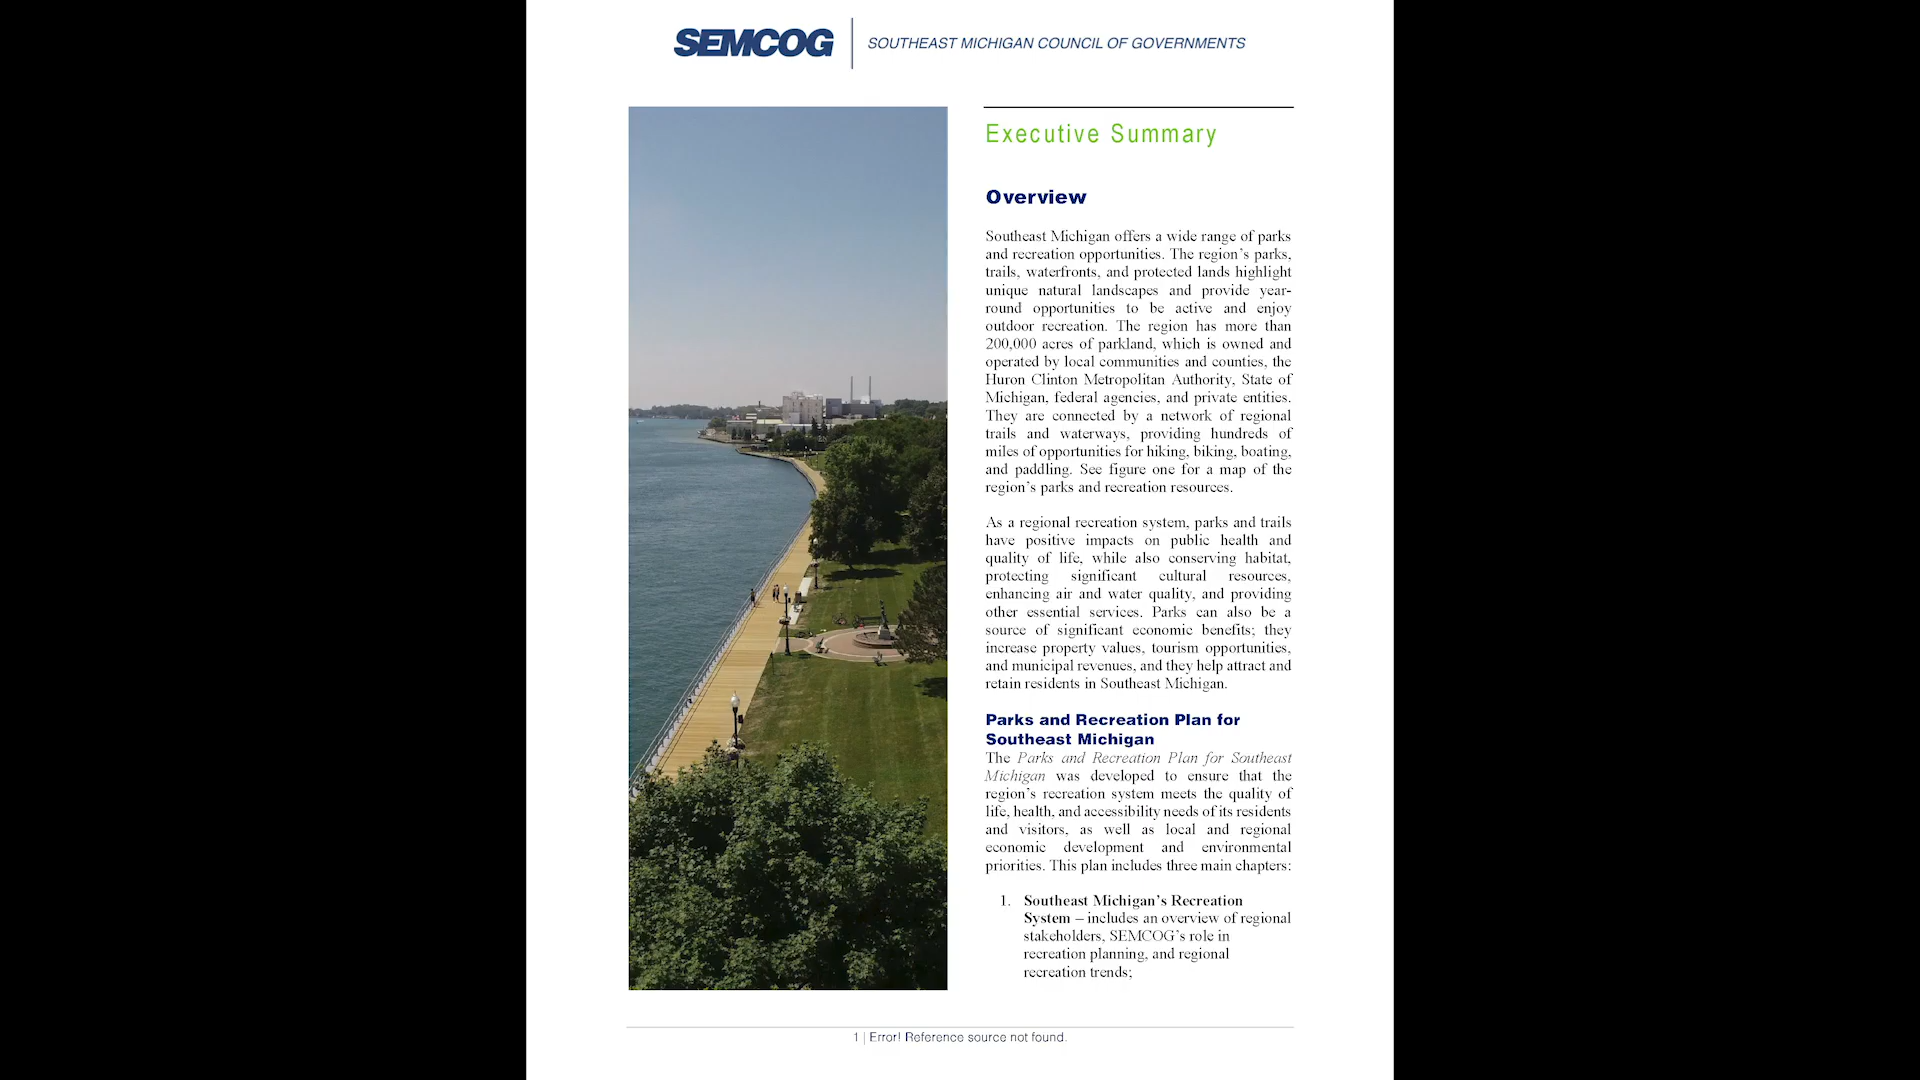 SEMCOG
SOUTHEAST MICHIGAN COUNCIL OF GOVERNMENTS
Executive Summary
Overview
Southeast Michigan offers a wide range of parks
and recreation opportunities. The region's parks,
trails, waterfronts, and protected lands highlight
unique natural landscapes and provide year-
round opportunities to be active and enjoy
outdoor recreation. The region has more than
200,000 acres of parkland, which is owned and
operated by local communities and counties, the
Huron Clinton Metropolitan Authority, State of
Michigan, federal agencies, and private entities.
They are connected by a network of regional
trails and waterways, providing hundreds of
miles of opportunities for hiking, biking, boating,
and paddling. See figure one for a map of the
region's parks and recreation resources.
As a regional recreation system, parks and trails
have positive impacts on public health and
quality of life, while also conserving habitat,
protecting significant cultural resources,
enhancing air and water quality, and providing
other essential services. Parks can also be a
source of significant economic benefits; they
increase property values, tourism opportunities,
and municipal revenues, and they help attract and
retain residents in Southeast Michigan.
Parks and Recreation Plan for
Southeast Michigan
The Parks and Recreation Plan for Southeast
Michigan was developed to ensure that the
region's recreation system meets the quality of
life, health, and accessibility needs of its residents
and visitors, as well as local and regional
economic development and environmental
priorities. This plan includes three main chapters:
1. Southeast Michigan's Recreation
System – includes an overview of regional
stakeholders, SEMCOG's role in
recreation planning, and regional
recreation trends;
1 | Error! Reference source not found.